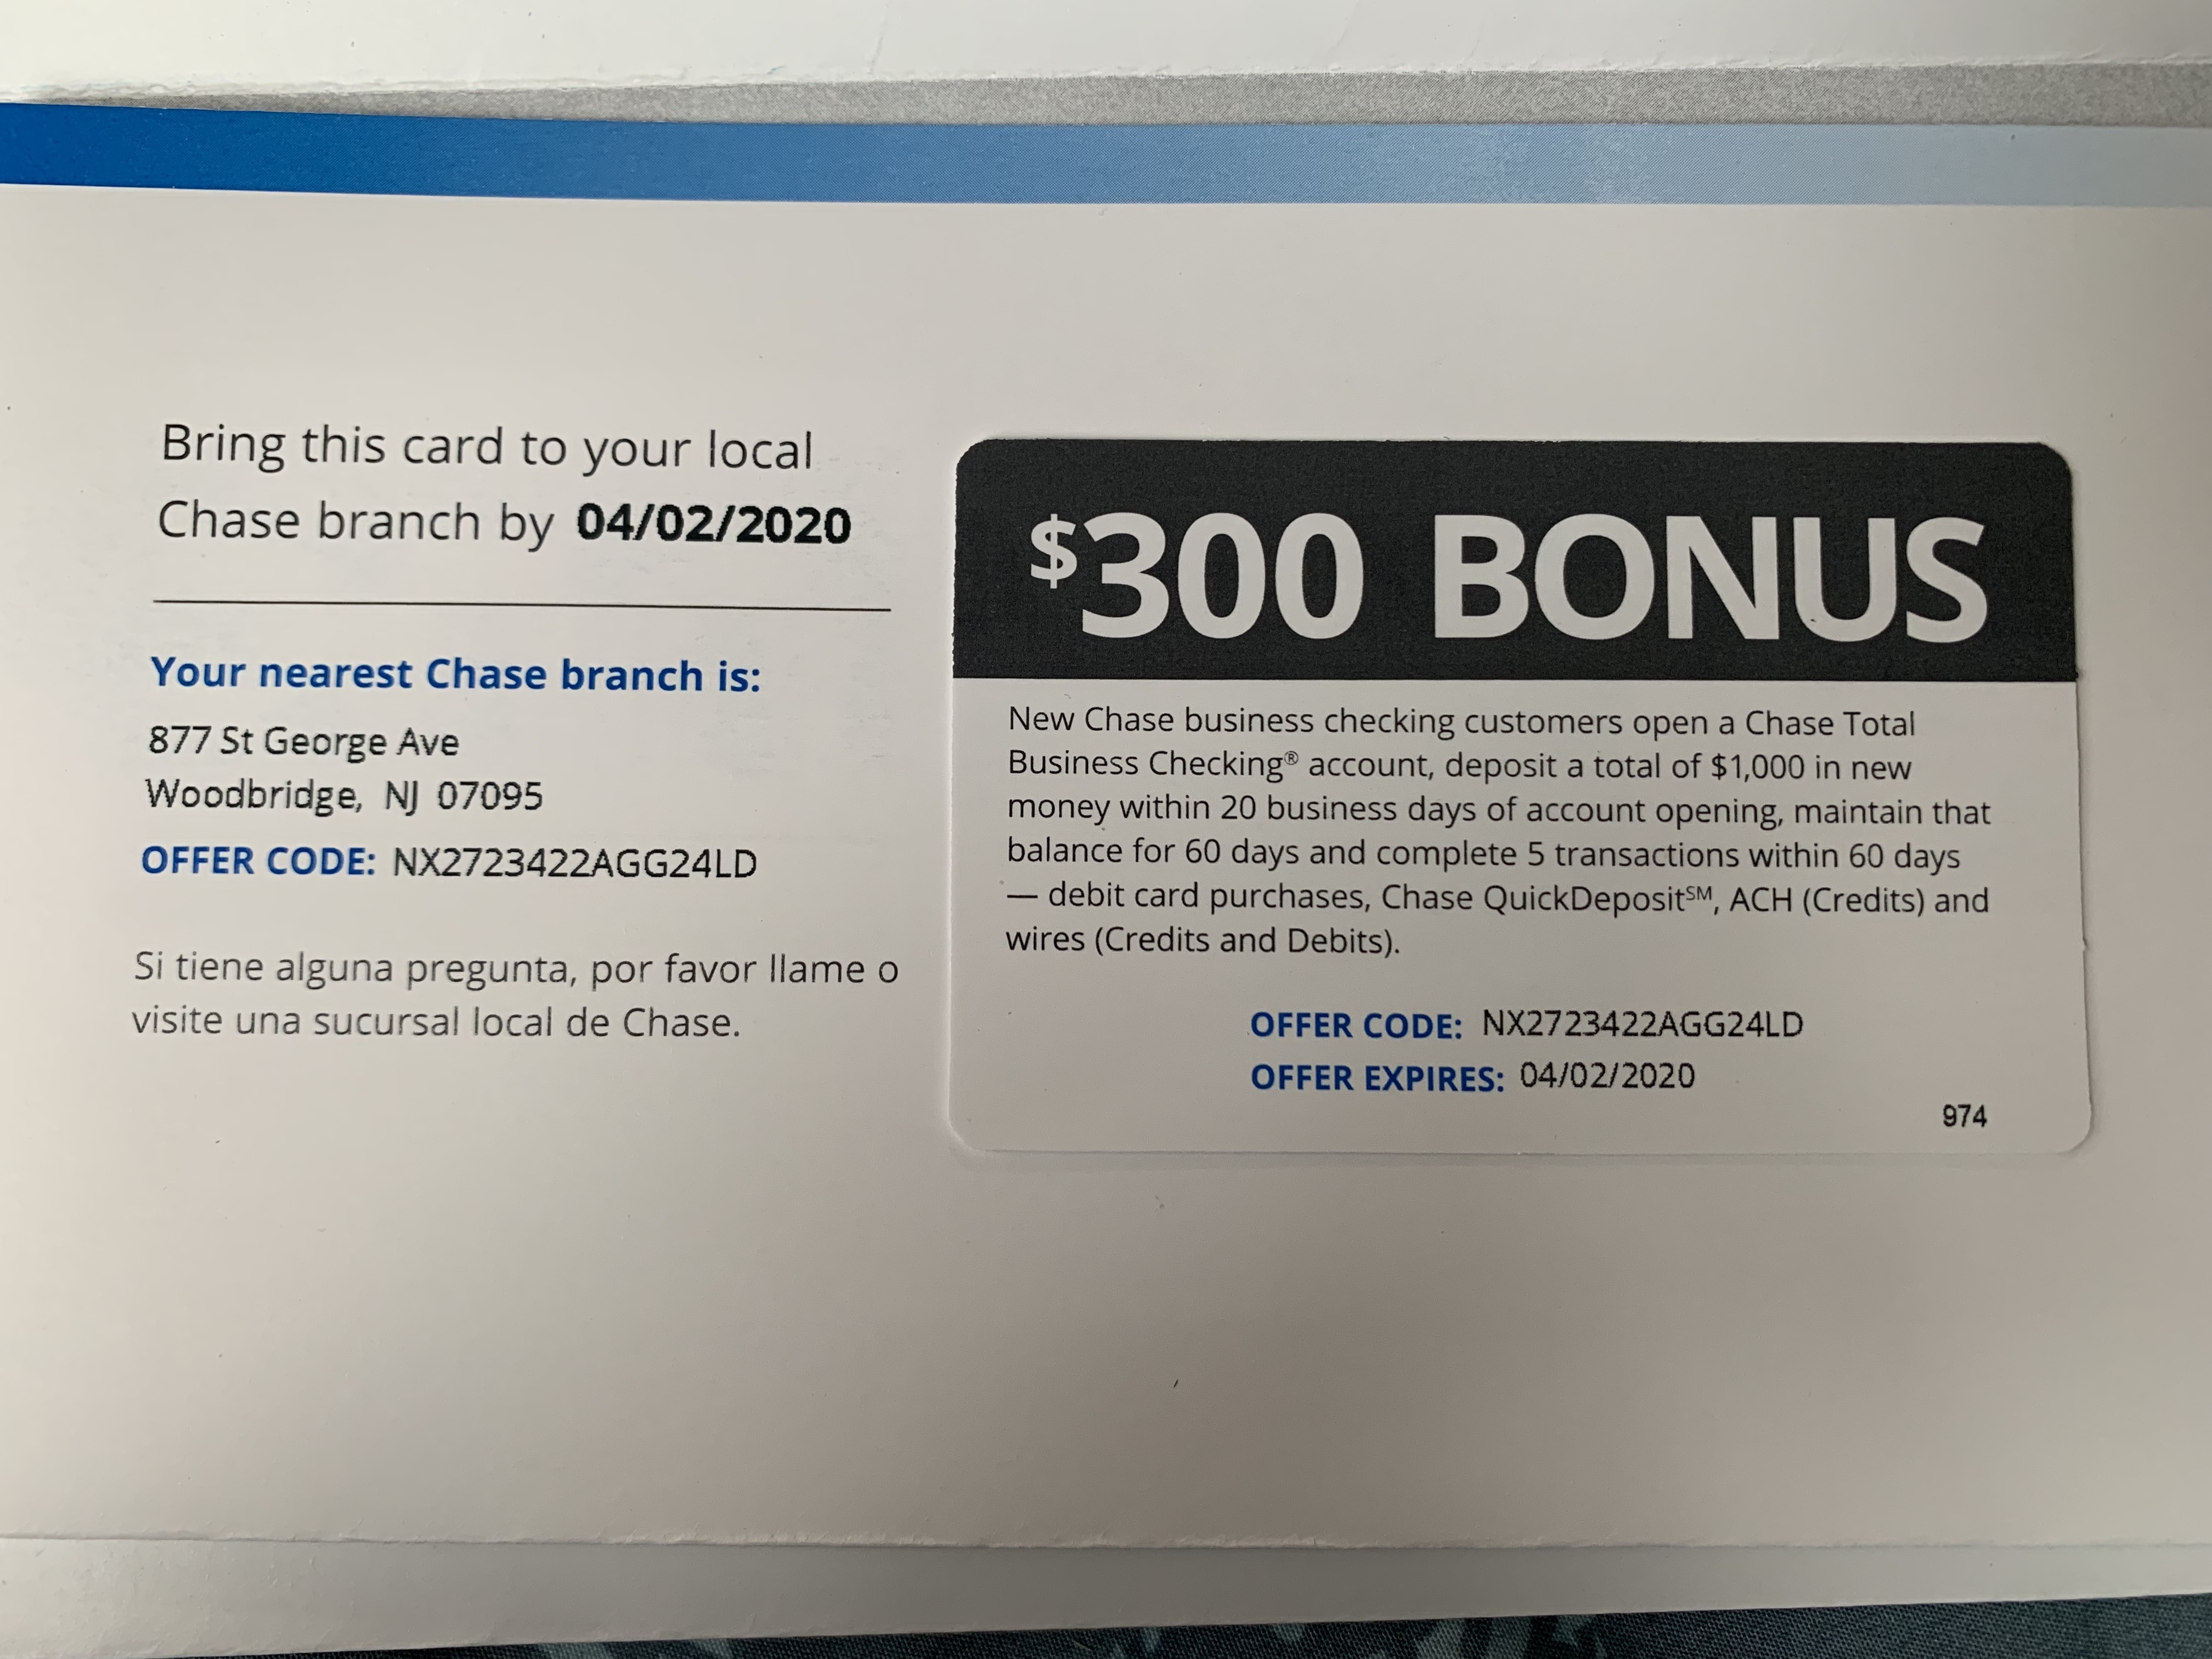 Bring this card to your local
Chase branch by 04/02/2020
Your nearest Chase branch is:
877 St George Ave
Woodbridge, NJ 07095
OFFER CODE: NX2723422AGG24LD
Si tiene alguna pregunta, por favor llame o
visite una sucursal local de Chase.
$300 BONUS
New Chase business checking customers open a Chase Total
Business Checking® account, deposit a total of $1,000 in new
money within 20 business days of account opening, maintain that
balance for 60 days and complete 5 transactions within 60 days
— debit card purchases, Chase QuickDeposit℠, ACH (Credits) and
wires (Credits and Debits).
OFFER CODE: NX2723422AGG24LD
OFFER EXPIRES: 04/02/2020
974